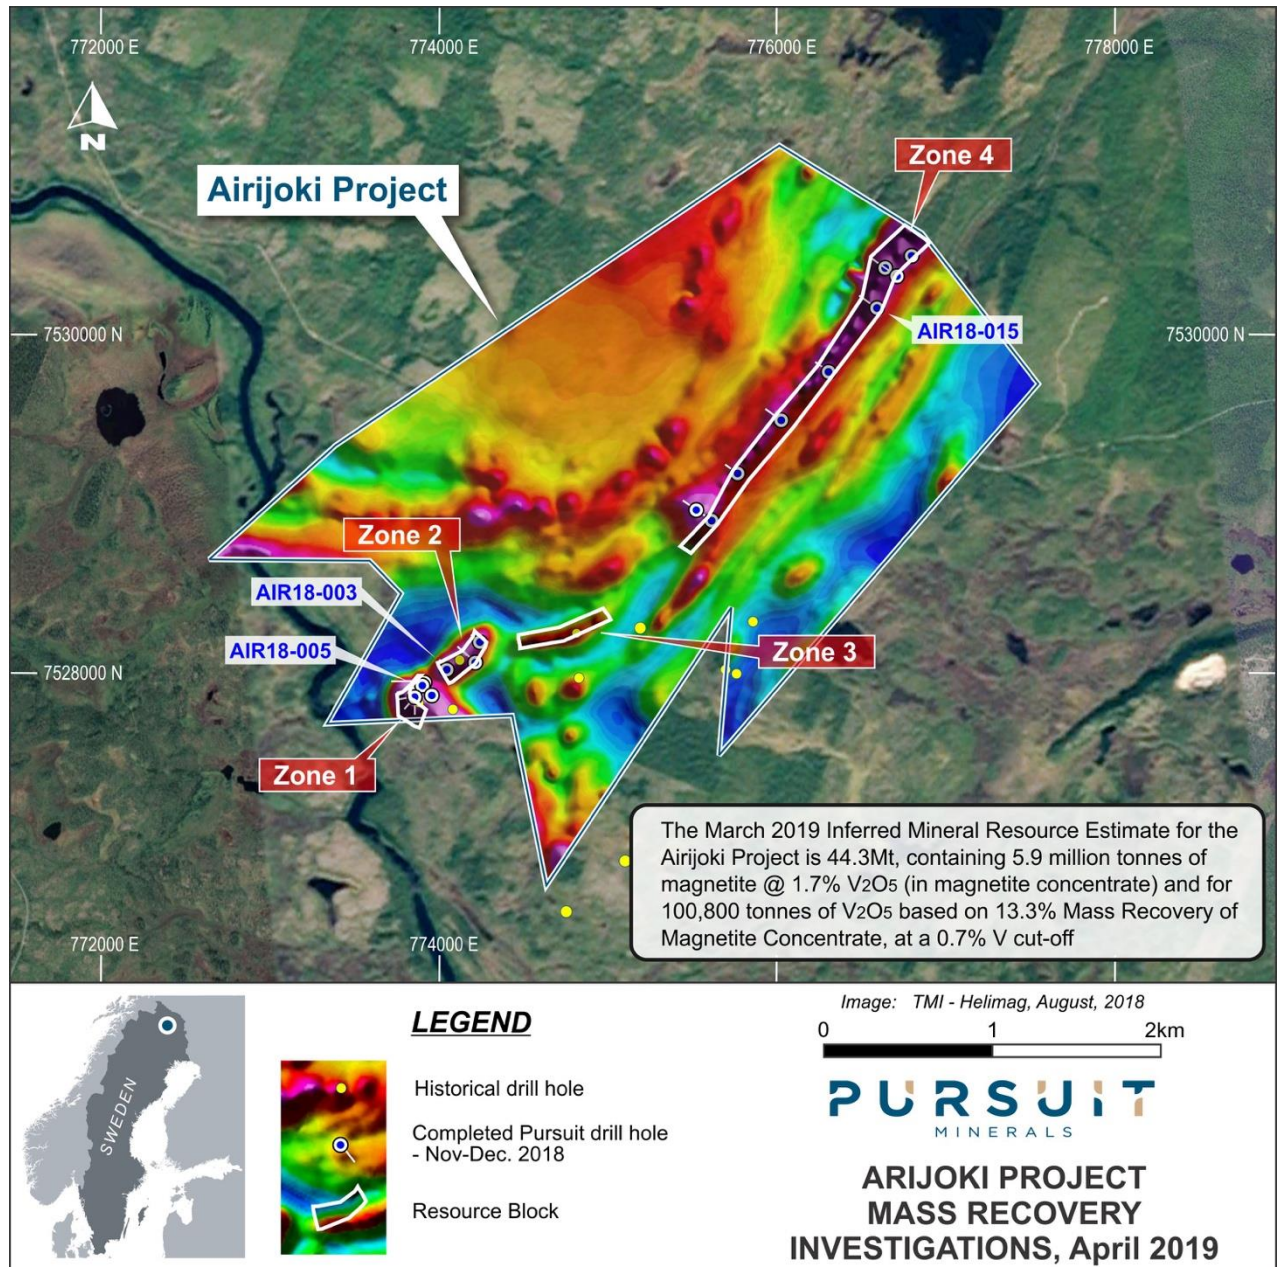 772000 E
774000 E
776000 E
778000 E
N
Airijoki Project
Zone 4
7530000 N
7530000 N
AIR18-015
Zone 2
AIR18-003
AIR18-005
Zone 3
7528000 N
Zone 1
The March 2019 Inferred Mineral Resource Estimate for the
Airijoki Project is 44.3Mt, containing 5.9 million tonnes of
magnetite @ 1.7% V2O5 (in magnetite concentrate) and for
100,800 tonnes of V2O5 based on 13.3% Mass Recovery of
Magnetite Concentrate, at a 0.7% V cut-off
772000 E
774000 E
SWEDEN
LEGEND
Historical drill hole
Completed Pursuit drill hole
- Nov-Dec. 2018
Resource Block
Image: TMI - Helimag, August, 2018
0 1 2km
PURSUIT
MINERALS
ARIJOKI PROJECT
MASS RECOVERY
INVESTIGATIONS, April 2019